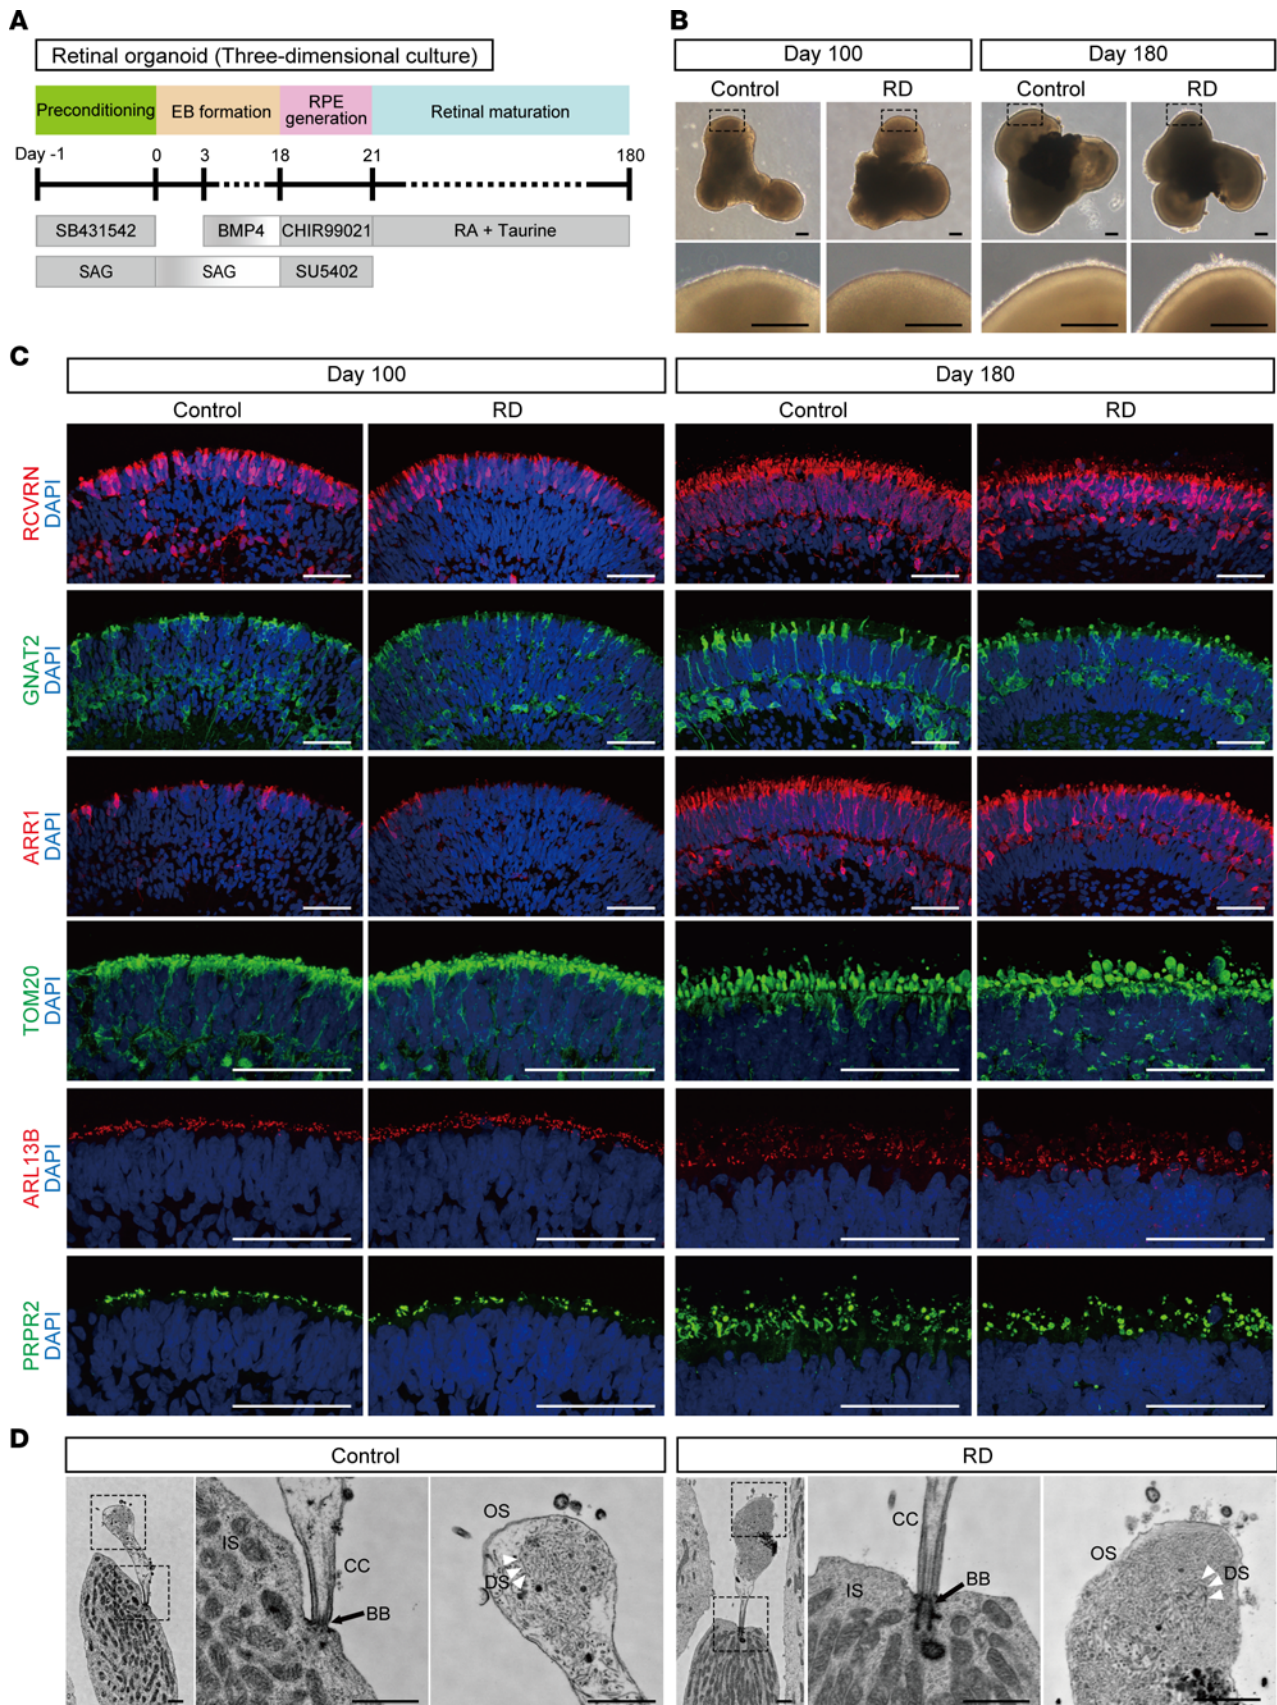 A
Retinal organoid (Three-dimensional culture)
Preconditioning
EB formation
RPE
generation
Retinal maturation
Day -1
0
3
18
21
180
SB431542
BMP4
CHIR99021
RA + Taurine
SAG
SAG
SU5402
B
Day 100
Day 180
Control
RD
Control
RD
C
Day 100
Day 180
Control
RD
Control
RD
RCVRN
DAPI
GNAT2
DAPI
ARR1
DAPI
TOM20
DAPI
ARL13B
DAPI
PRPR2
DAPI
D
Control
RD
IS
CC
BB
OS
DS
CC
IS
BB
OS
DS